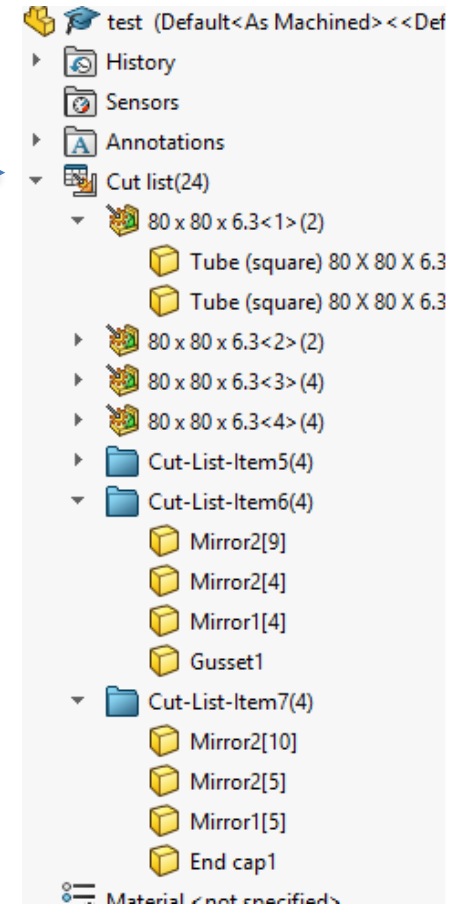 test (Default<As Machined><<Def
History
Sensors
Annotations
Cut list(24)
80 x 80 x 6.3<1>(2)
Tube (square) 80 X 80 X 6.3
Tube (square) 80 X 80 X 6.3
80 x 80 x 6.3<2>(2)
80 x 80 x 6.3<3>(4)
80 x 80 x 6.3<4>(4)
Cut-List-Item5(4)
Cut-List-Item6(4)
Mirror2[9]
Mirror2[4]
Mirror1[4]
Gusset1
Cut-List-Item7(4)
Mirror2[10]
Mirror2[5]
Mirror1[5]
End cap1
Material <not specified>